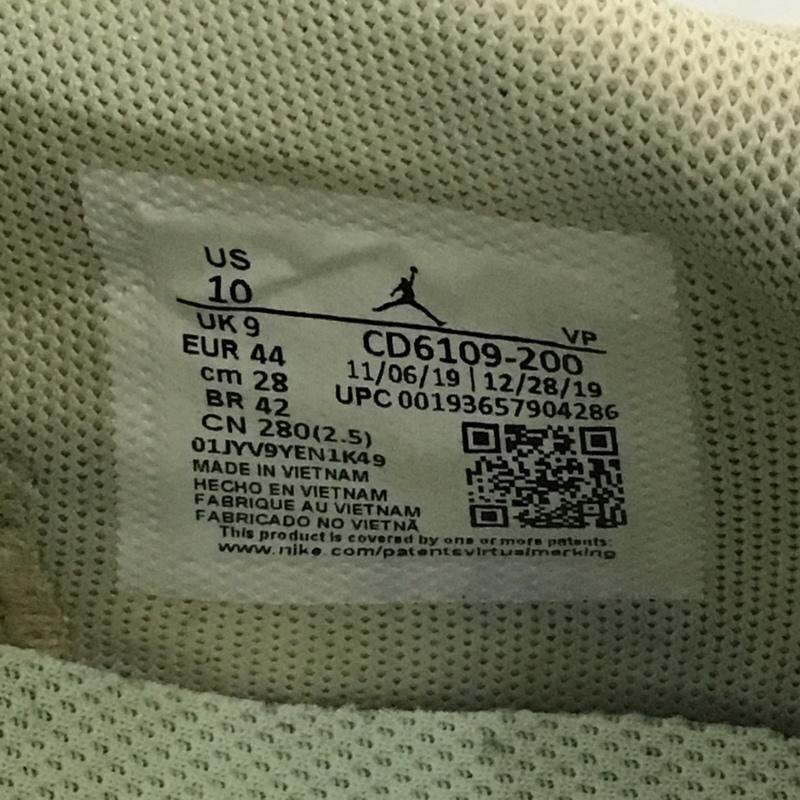 US
10
VP
UK 9
CD6109-200
EUR 44
11/06/19 | 12/28/19
cm 28
UPC 00193657904286
BR 42
CN 280(2.5)
01JYV9YEN1K49
MADE IN VIETNAM
HECHO EN VIETNAM
FABRIQUE AU VIETNAM
FABRICADO NO VIETNÃ
This product is covered by one or more patents:
www.nike.com/patentsvirtualmarking